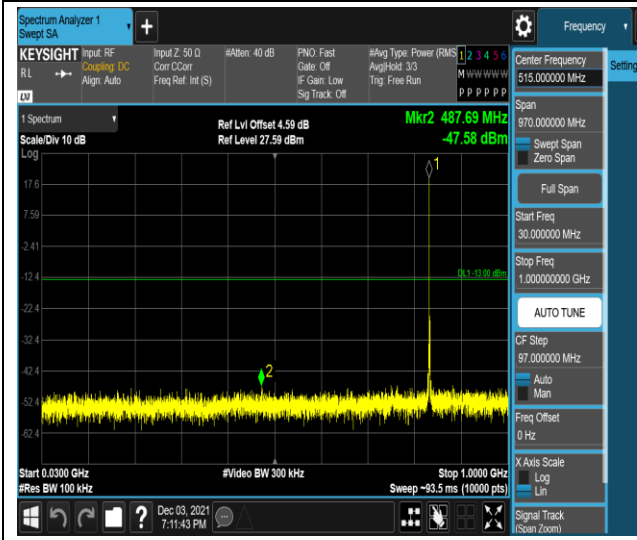 Spectrum Analyzer 1
Swept SA
Frequency
KEYSIGHT
RL
LXI
Input: RF
Coupling: DC
Align: Auto
Input Z: 50 Ω
Corr CCorr
Freq Ref: Int (S)
#Atten: 40 dB
PNO: Fast
Gate: Off
IF Gain: Low
Sig Track: Off
#Avg Type: Power (RMS
Avg|Hold: 3/3
Trig: Free Run
1 2 3 4 5 6
M W W W W W
P P P P P P
1 Spectrum
Scale/Div 10 dB
Log
Ref Lvl Offset 4.59 dB
Ref Level 27.59 dBm
Mkr2 487.69 MHz
-47.58 dBm
1
17.6
7.59
-2.41
-12.4
DL1 -13.00 dBm
-22.4
-32.4
-42.4
2
-52.4
-62.4
Start 0.0300 GHz
#Res BW 100 kHz
#Video BW 300 kHz
Stop 1.0000 GHz
Sweep ~93.5 ms (10000 pts)
Dec 03, 2021
7:11:43 PM
Center Frequency
515.000000 MHz
Settings
Span
970.000000 MHz
Swept Span
Zero Span
Full Span
Start Freq
30.000000 MHz
Stop Freq
1.000000000 GHz
AUTO TUNE
CF Step
97.000000 MHz
Auto
Man
Freq Offset
0 Hz
X Axis Scale
Log
Lin
Signal Track
(Span Zoom)